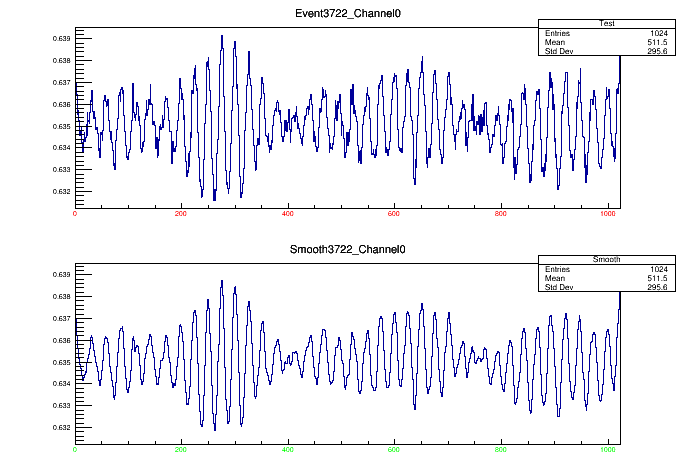 Event3722_Channel0
Test
Entries 1024
Mean 511.5
Std Dev 295.6
0.639
0.638
0.637
0.636
0.635
0.634
0.633
0.632
0 200 400 600 800 1000
Smooth3722_Channel0
Smooth
Entries 1024
Mean 511.5
Std Dev 295.6
0.639
0.638
0.637
0.636
0.635
0.634
0.633
0.632
0 200 400 600 800 1000